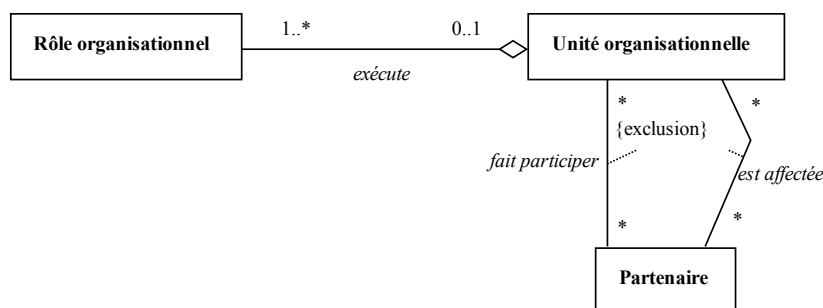 Rôle organisationnel
1..*
0..1
Unité organisationnelle
exécute
*
*
{exclusion}
fait participer
est affectée
*
*
Partenaire